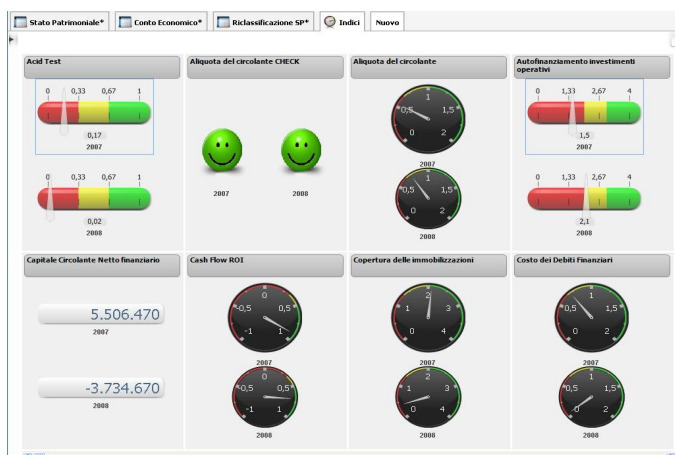 Stato Patrimoniale* Conto Economico* Riclassificazione SP* Indici Nuovo
Acid Test
0 0,33 0,67 1
0,17
2007
0 0,33 0,67 1
0,02
2008
Aliquota del circolante CHECK
2007 2008
Aliquota del circolante
0 0,5 1 1,5 2
2007
0 0,5 1 1,5 2
2008
Autofinanziamento investimenti
operativi
0 1,33 2,67 4
1,5
2007
0 1,33 2,67 4
2,1
2008
Capitale Circolante Netto finanziario
5.506.470
2007
-3.734.670
2008
Cash Flow ROI
-1 -0,5 0 0,5 1
2007
-1 -0,5 0 0,5 1
2008
Copertura delle immobilizzazioni
0 1 2 3 4
2007
0 1 2 3 4
2008
Costo dei Debiti Finanziari
0 0,5 1 1,5 2
2007
0 0,5 1 1,5 2
2008